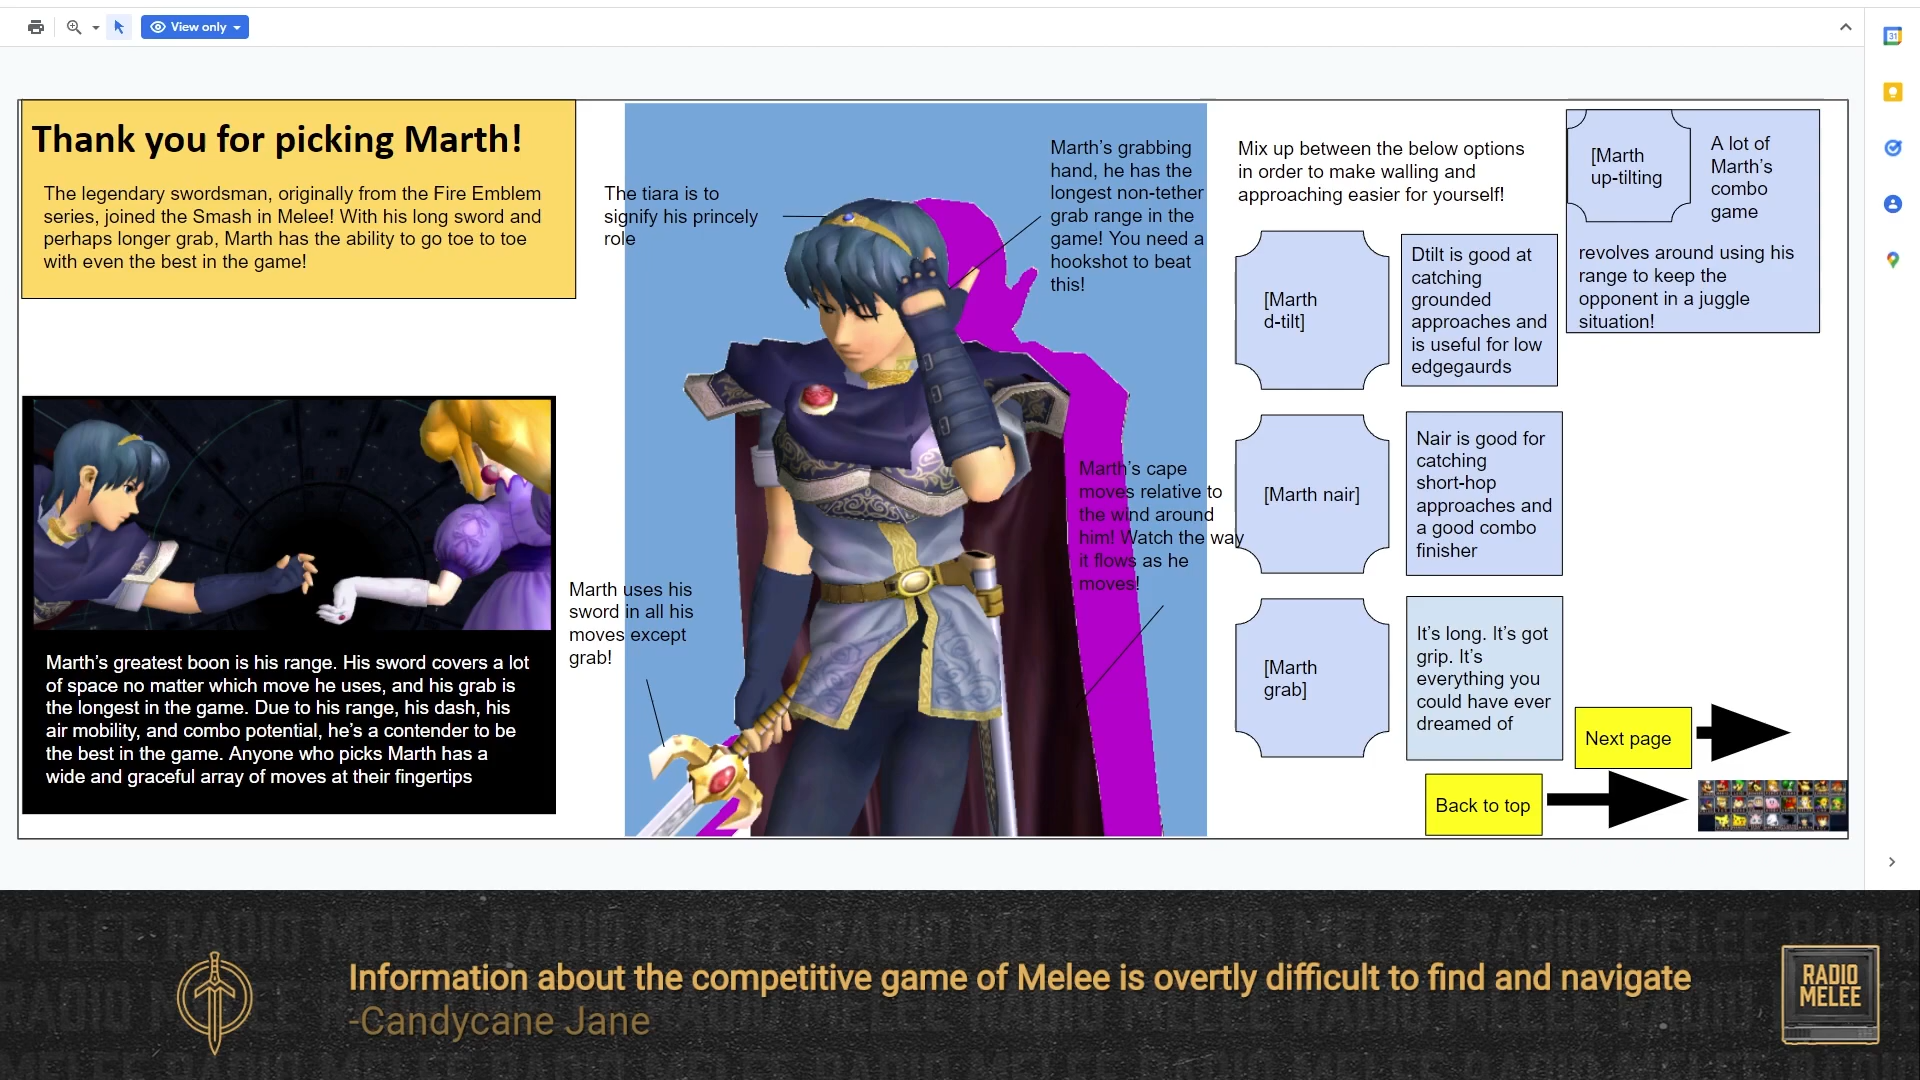 View only
31
Thank you for picking Marth!
The legendary swordsman, originally from the Fire Emblem
series, joined the Smash in Melee! With his long sword and
perhaps longer grab, Marth has the ability to go toe to toe
with even the best in the game!
Marth's greatest boon is his range. His sword covers a lot
of space no matter which move he uses, and his grab is
the longest in the game. Due to his range, his dash, his
air mobility, and combo potential, he's a contender to be
the best in the game. Anyone who picks Marth has a
wide and graceful array of moves at their fingertips
The tiara is to
signify his princely
role
Marth uses his
sword in all his
moves except
grab!
Marth's grabbing
hand, he has the
longest non-tether
grab range in the
game! You need a
hookshot to beat
this!
Marth's cape
moves relative to
the wind around
him! Watch the way
it flows as he
moves!
Mix up between the below options
in order to make walling and
approaching easier for yourself!
[Marth
d-tilt]
Dtilt is good at
catching
grounded
approaches and
is useful for low
edgegaurds
[Marth nair]
Nair is good for
catching
short-hop
approaches and
a good combo
finisher
[Marth
grab]
It's long. It's got
grip. It's
everything you
could have ever
dreamed of
[Marth
up-tilting
A lot of
Marth's
combo
game
revolves around using his
range to keep the
opponent in a juggle
situation!
Next page
Back to top
Information about the competitive game of Melee is overtly difficult to find and navigate
-Candycane Jane
RADIO
MELEE